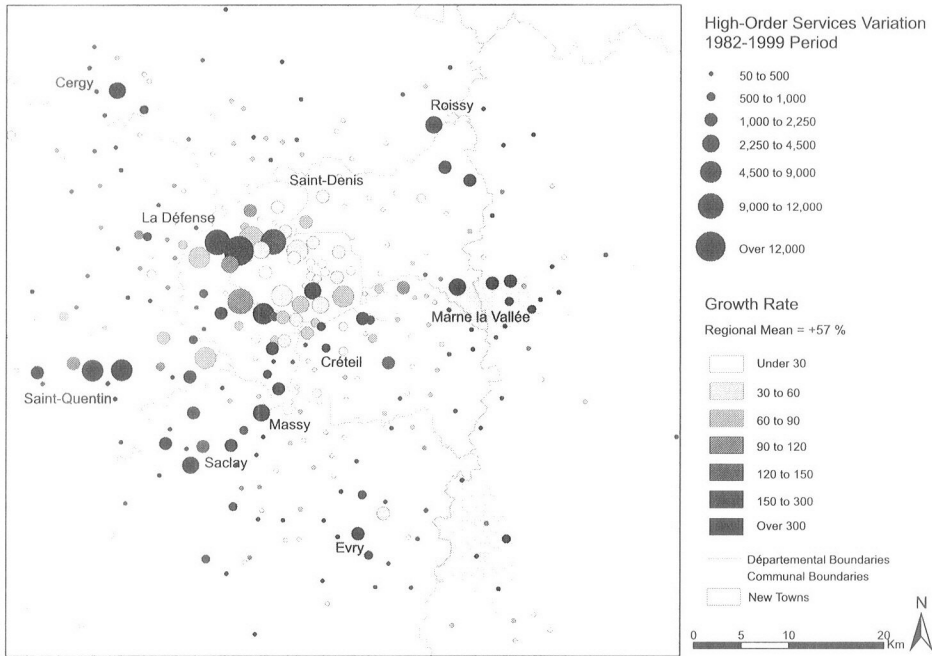 Cergy
Roissy
Saint-Denis
La Défense
Marne la Vallée
Créteil
Saint-Quentin
Massy
Saclay
Evry
High-Order Services Variation
1982-1999 Period
50 to 500
500 to 1,000
1,000 to 2,250
2,250 to 4,500
4,500 to 9,000
9,000 to 12,000
Over 12,000
Growth Rate
Regional Mean = +57 %
Under 30
30 to 60
60 to 90
90 to 120
120 to 150
150 to 300
Over 300
Départemental Boundaries
Communal Boundaries
New Towns
N
0 5 10 20 Km